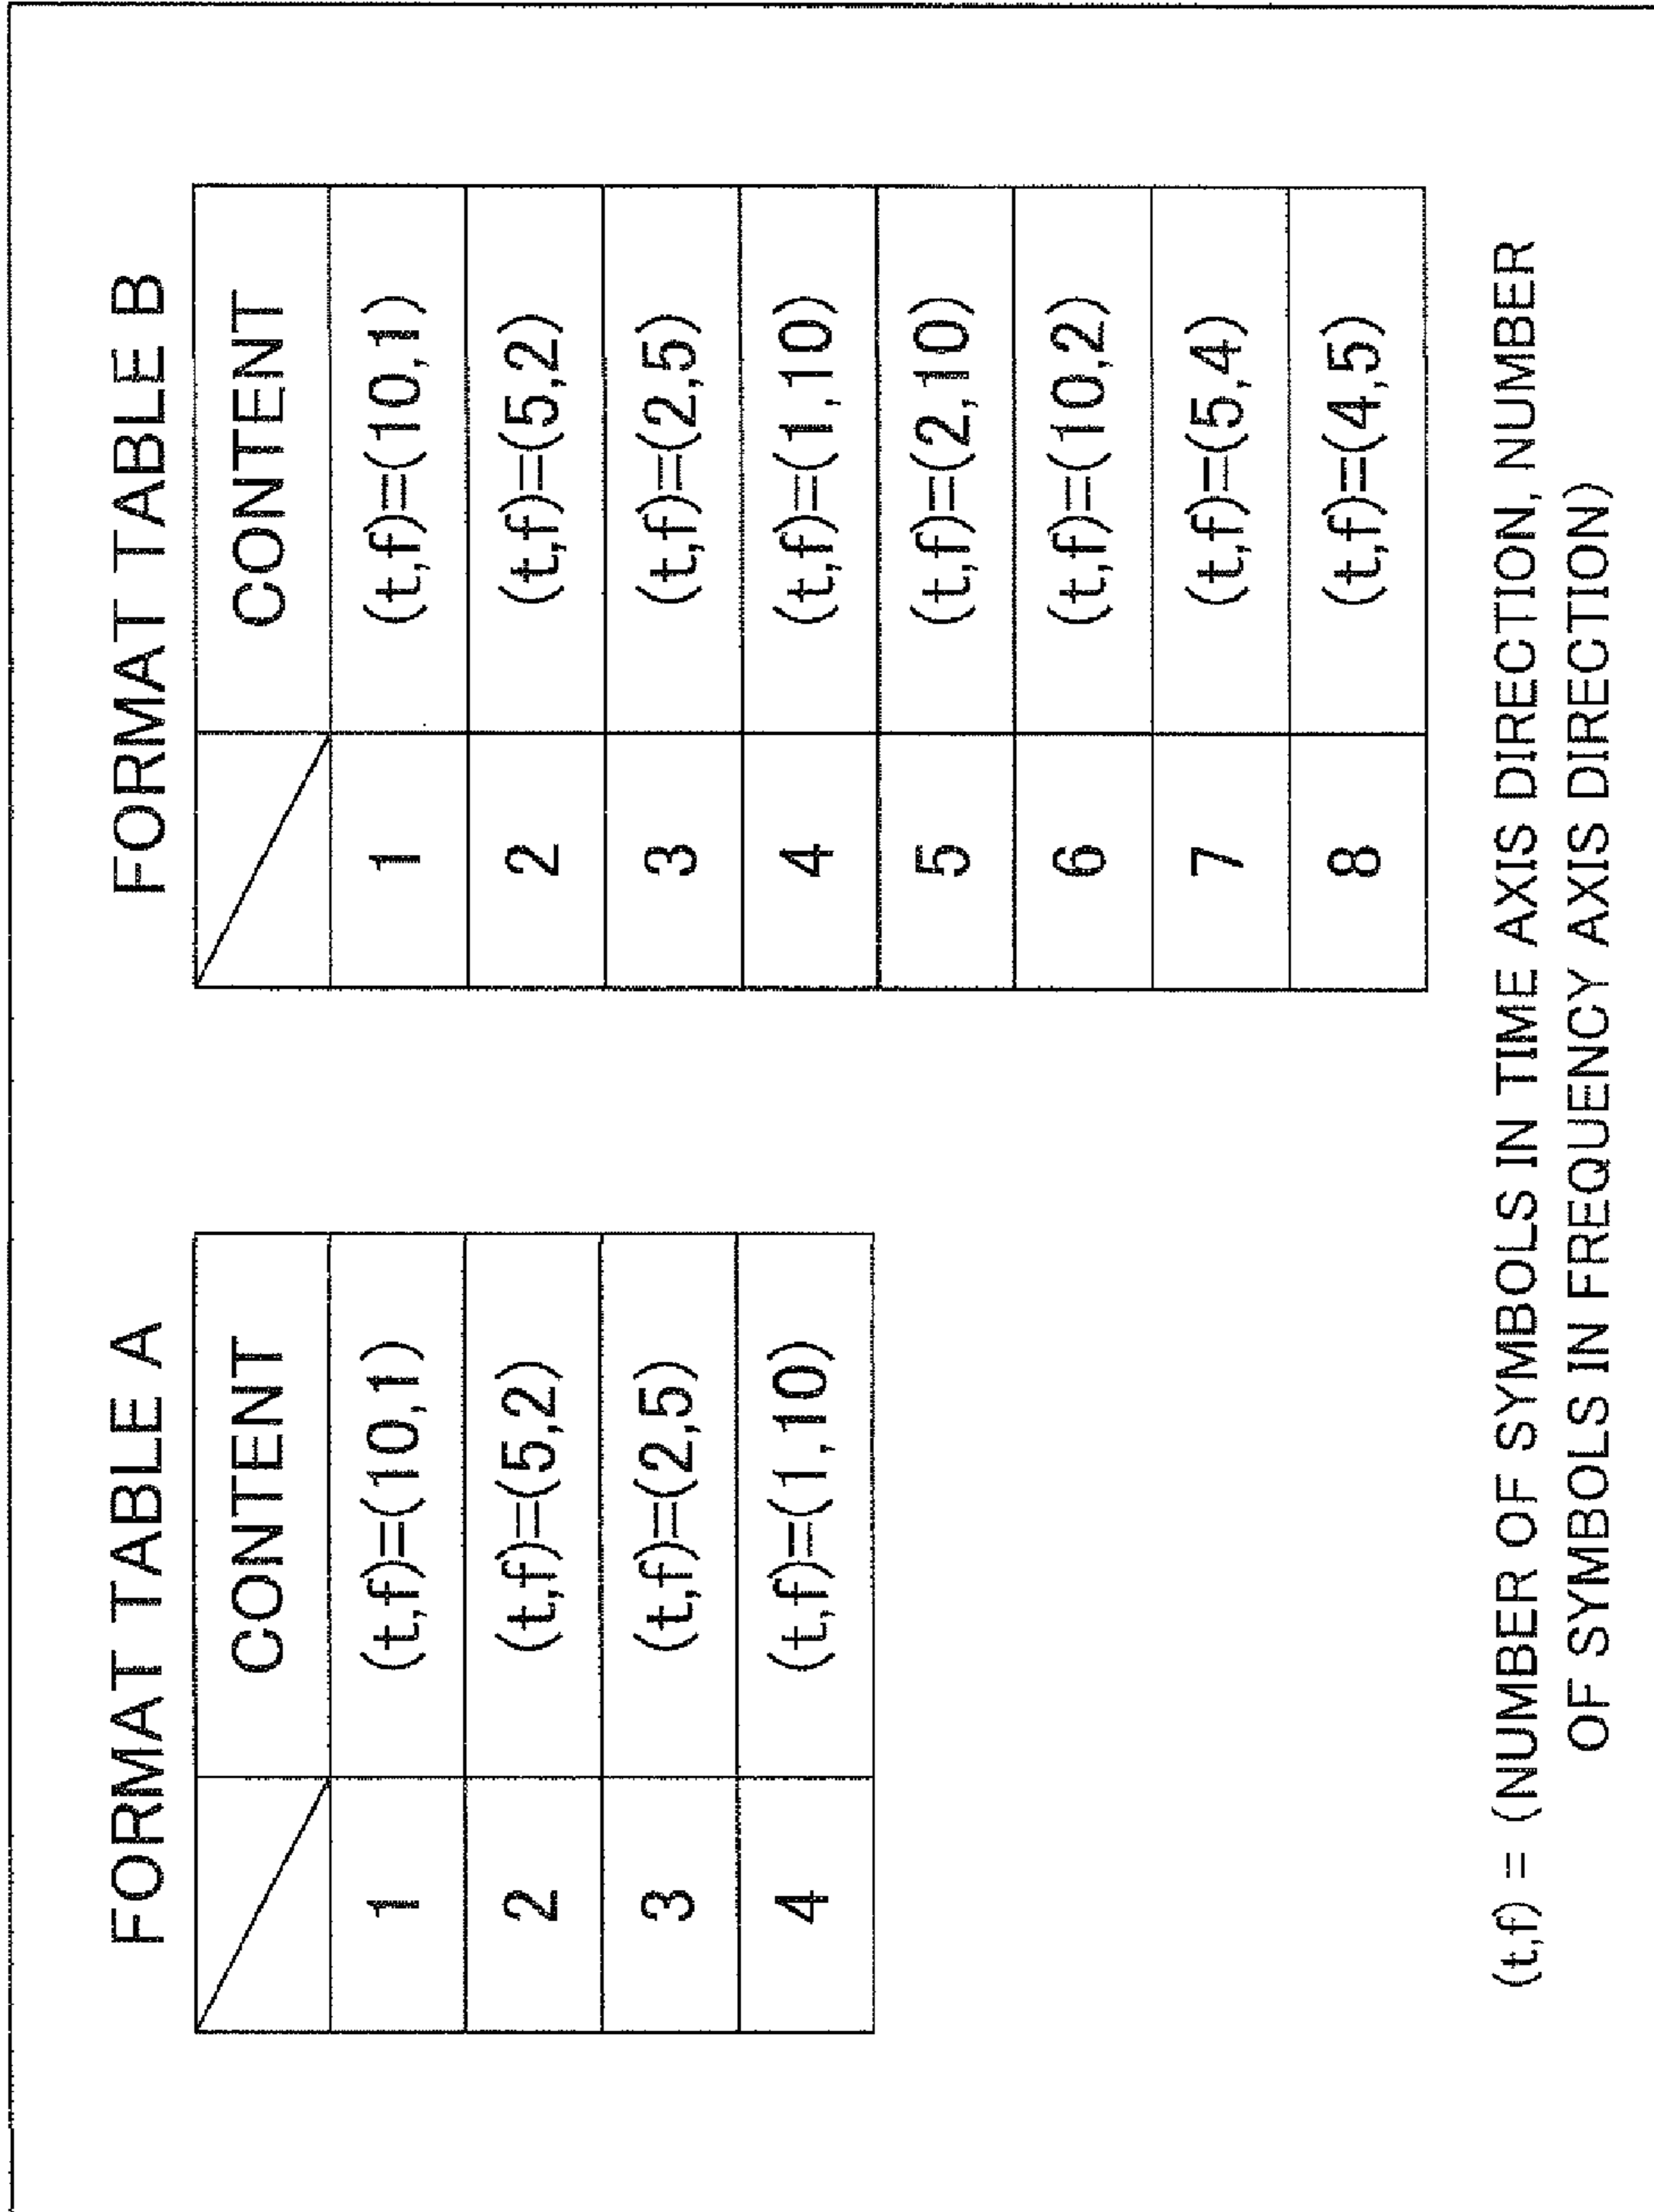 FORMAT TABLE A
CONTENT
1 (t,f)=(10,1)
2 (t,f)=(5,2)
3 (t,f)=(2,5)
4 (t,f)=(1,10)
FORMAT TABLE B
CONTENT
1 (t,f)=(10,1)
2 (t,f)=(5,2)
3 (t,f)=(2,5)
4 (t,f)=(1,10)
5 (t,f)=(2,10)
6 (t,f)=(10,2)
7 (t,f)=(5,4)
8 (t,f)=(4,5)
(t,f) = (NUMBER OF SYMBOLS IN TIME AXIS DIRECTION, NUMBER
OF SYMBOLS IN FREQUENCY AXIS DIRECTION)